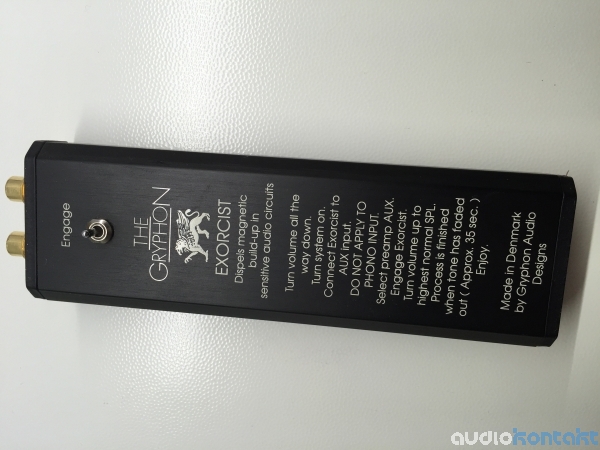 Engage
THE
GRYPHON
EXORCIST
Dispels magnetic
build-up in
sensitive audio circuits
Turn volume all the
way down.
Turn system on.
Connect Exorcist to
AUX input.
DO NOT APPLY TO
PHONO INPUT.
Select preamp AUX.
Engage Exorcist.
Turn volume up to
highest normal SPL.
Process is finished
when tone has faded
out ( Approx. 35 sec. )
Enjoy.
Made in Denmark
by Gryphon Audio
Designs
audiokontakt